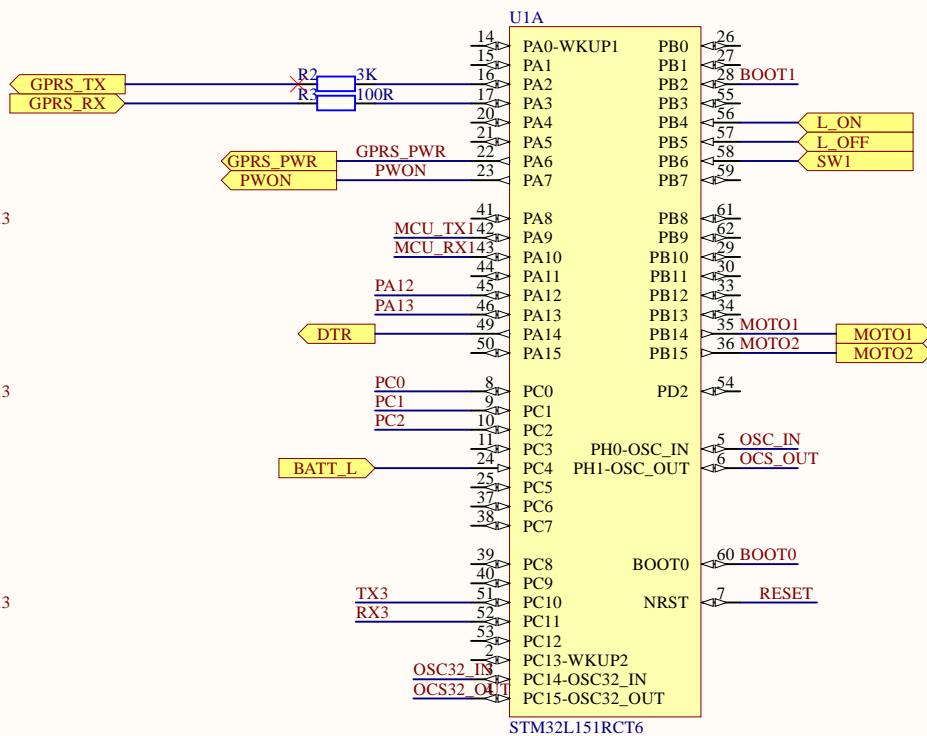 U1A
14 PA0-WKUP1 PB0 26
15 PA1 PB1 27
GPRS_TX R2 3K 16 PA2 PB2 28 BOOT1
GPRS_RX R3 100R 17 PA3 PB3 55
20 PA4 PB4 56 L_ON
21 PA5 PB5 57 L_OFF
GPRS_PWR GPRS_PWR 22 PA6 PB6 58 SW1
PWON PWON 23 PA7 PB7 59
3 41 PA8 PB8 61
MCU_TX1 42 PA9 PB9 62
MCU_RX1 43 PA10 PB10 29
44 PA11 PB11 30
PA12 45 PA12 PB12 33
PA13 46 PA13 PB13 34
DTR 49 PA14 PB14 35 MOTO1 MOTO1
50 PA15 PB15 36 MOTO2 MOTO2
3 PC0 8 PC0 PD2 54
PC1 9 PC1
PC2 10 PC2
11 PC3 PH0-OSC_IN 5 OSC_IN
BATT_L 24 PC4 PH1-OSC_OUT 6 OCS_OUT
25 PC5
37 PC6
38 PC7
39 PC8 BOOT0 60 BOOT0
40 PC9
3 TX3 51 PC10 NRST 7 RESET
RX3 52 PC11
53 PC12
2 PC13-WKUP2
OSC32_IN 3 PC14-OSC32_IN
OCS32_OUT 4 PC15-OSC32_OUT
STM32L151RCT6